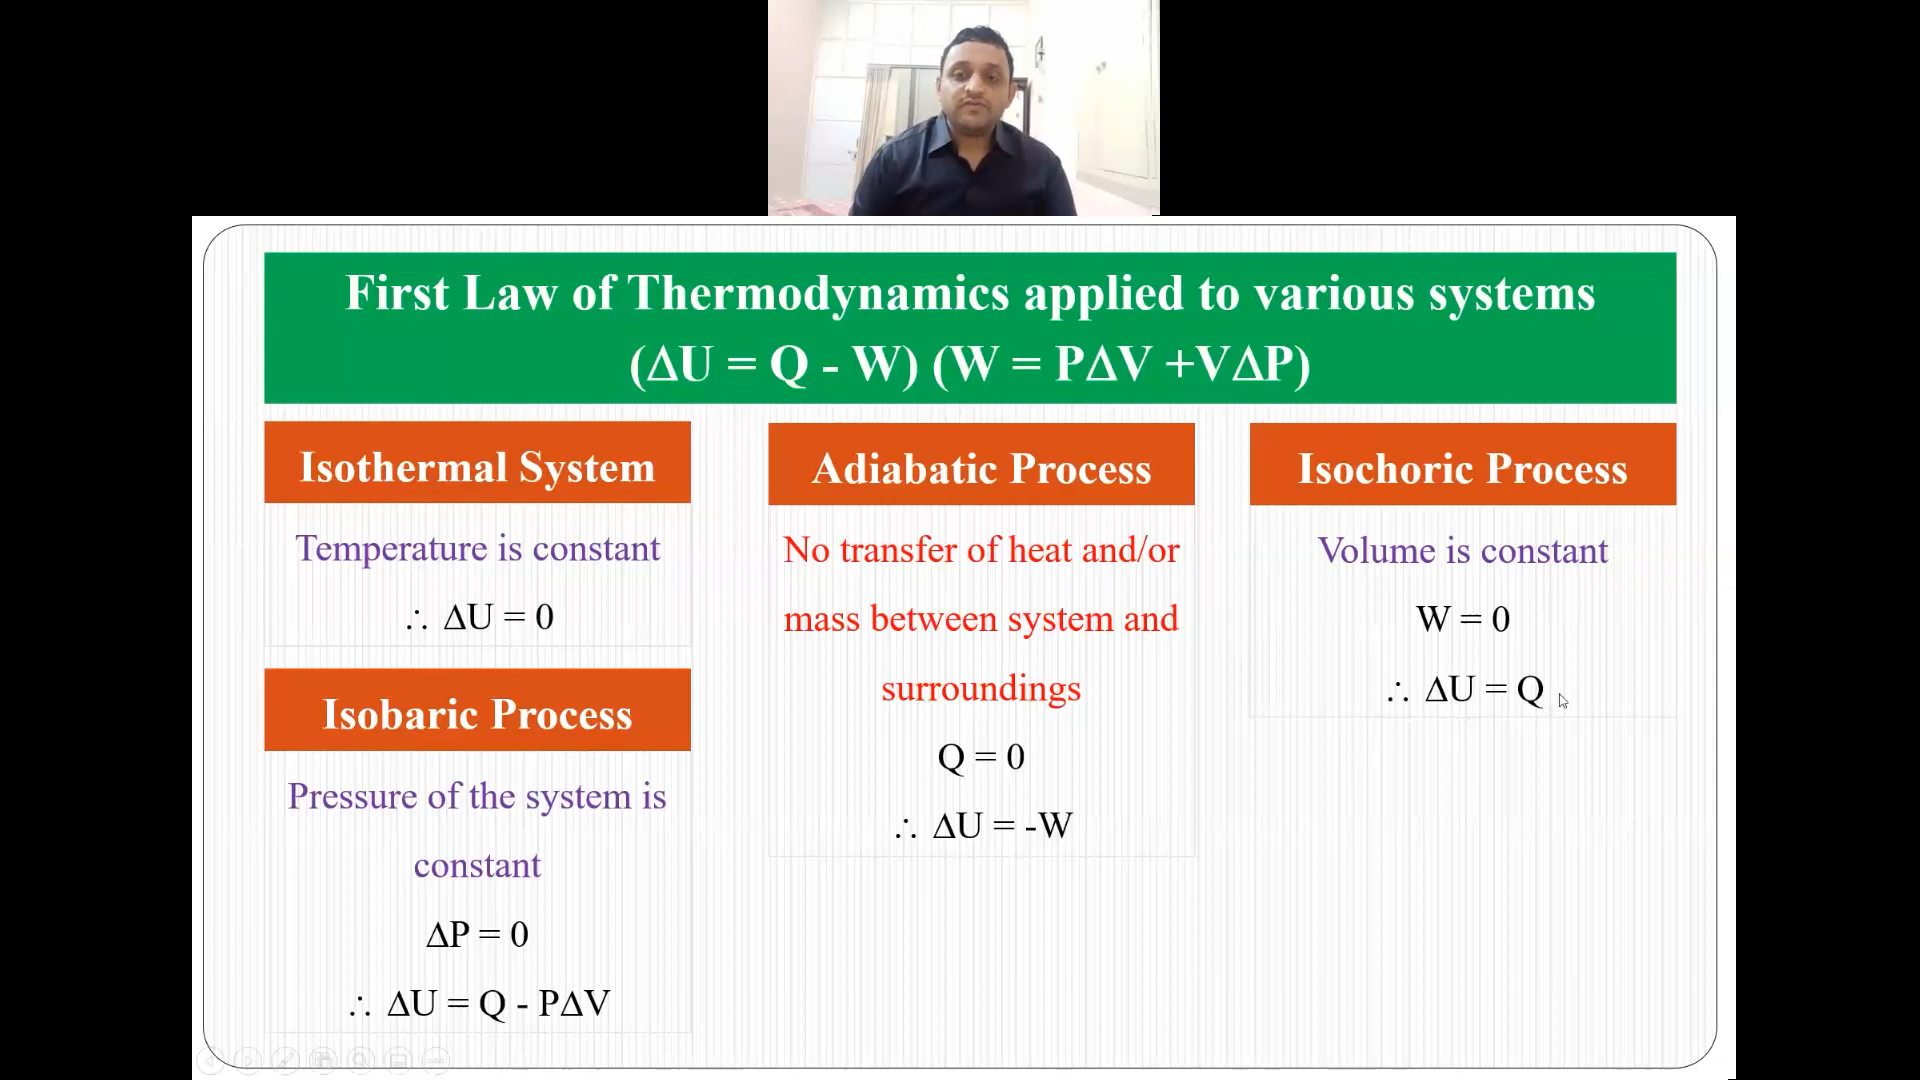 First Law of Thermodynamics applied to various systems
(ΔU = Q - W) (W = PΔV +VΔP)
Isothermal System
Temperature is constant
∴ ΔU = 0
Isobaric Process
Pressure of the system is
constant
ΔP = 0
∴ ΔU = Q - PΔV
Adiabatic Process
No transfer of heat and/or
mass between system and
surroundings
Q = 0
∴ ΔU = -W
Isochoric Process
Volume is constant
W = 0
∴ ΔU = Q